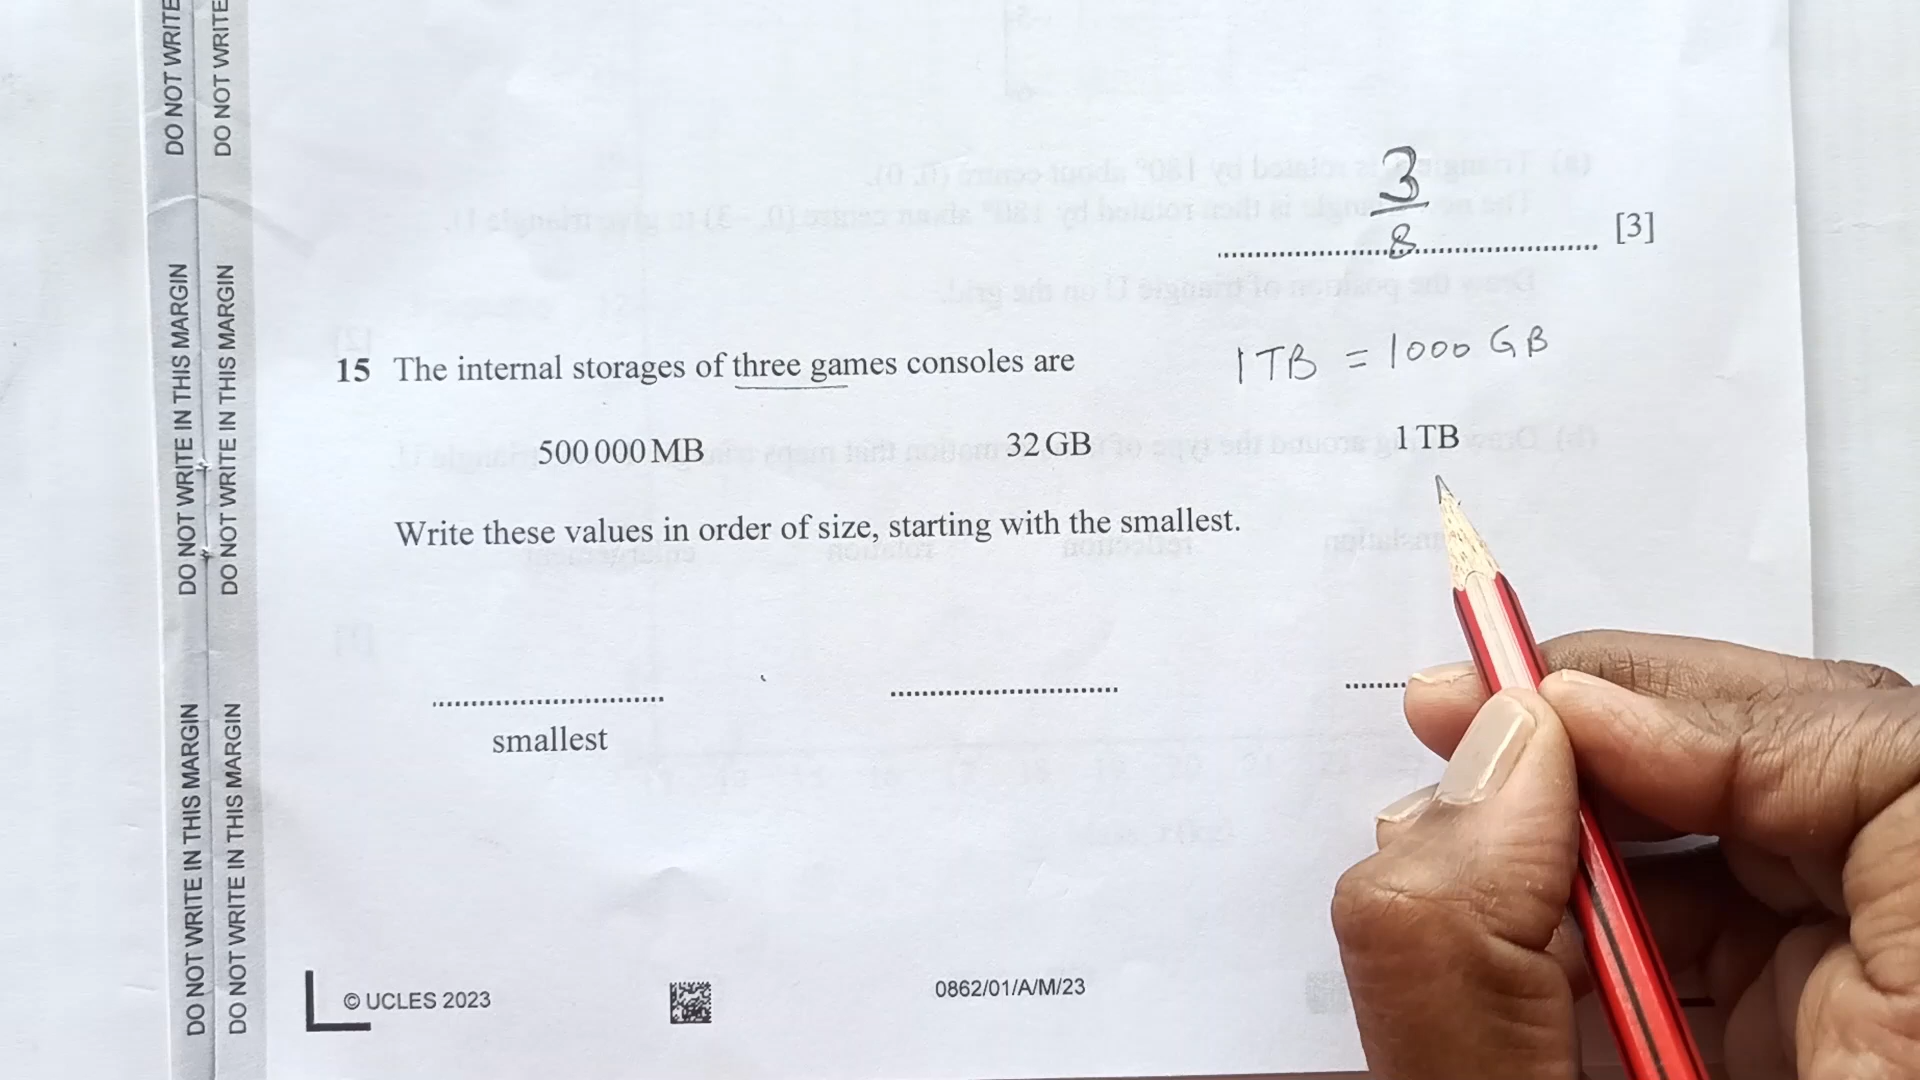 DO NOT WRITE
DO NOT WRITE
DO NOT WRITE IN THIS MARGIN
DO NOT WRITE IN THIS MARGIN
DO NOT WRITE IN THIS MARGIN
DO NOT WRITE IN THIS MARGIN
3
8
[3]
1 TB = 1000 GB
15 The internal storages of three games consoles are
500 000 MB 32 GB 1 TB
Write these values in order of size, starting with the smallest.
smallest
© UCLES 2023
0862/01/A/M/23